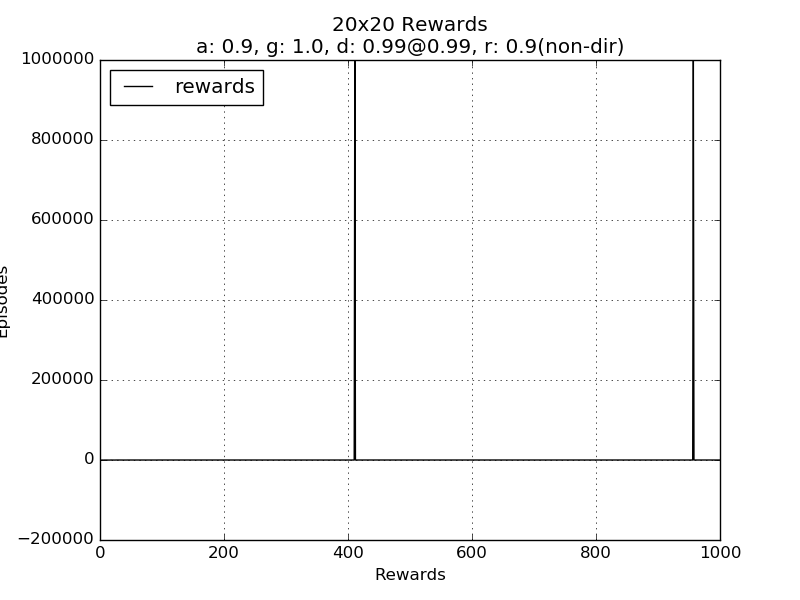 20x20 Rewards
a: 0.9, g: 1.0, d: 0.99@0.99, r: 0.9(non-dir)
1000000
rewards
800000
600000
400000
Episodes
200000
0
−200000
0 200 400 600 800 1000
Rewards